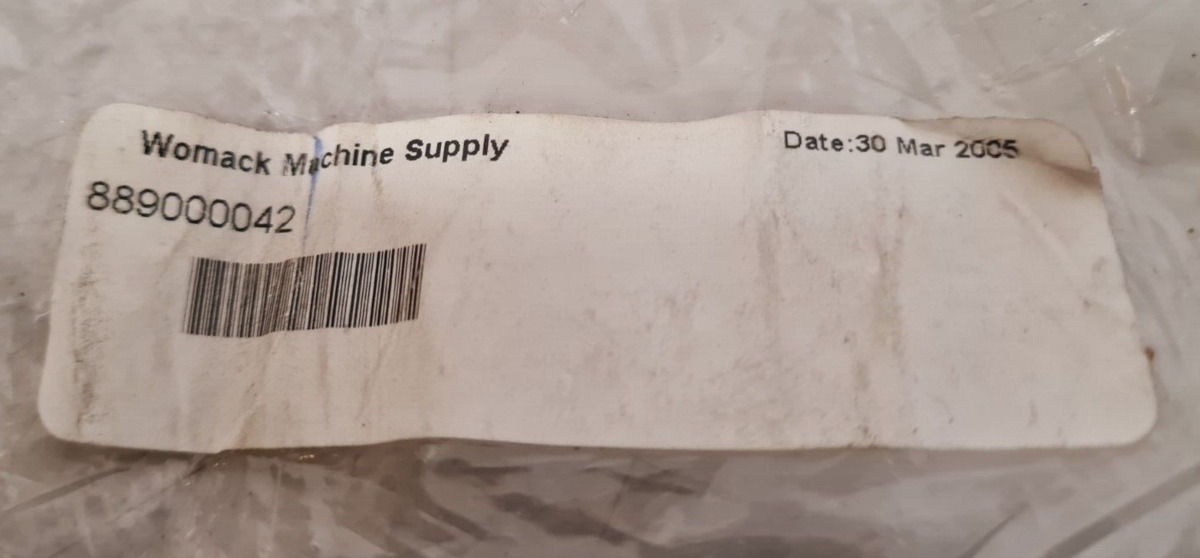 Womack Machine Supply
Date:30 Mar 2005
889000042